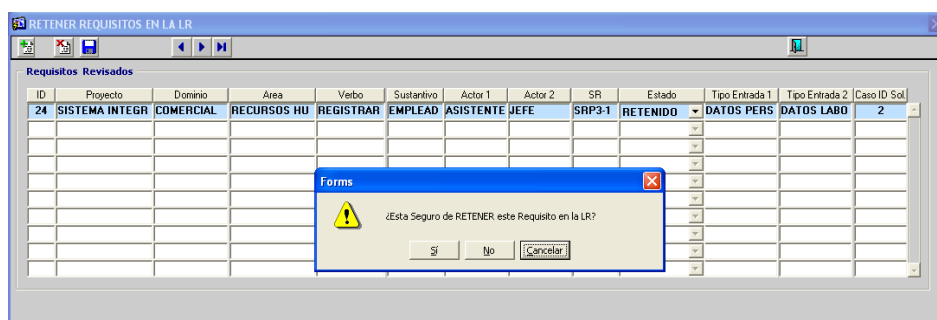 RETENER REQUISITOS EN LA LR
Requisitos Revisados
ID Proyecto Dominio Area Verbo Sustantivo Actor 1 Actor 2 SR Estado Tipo Entrada 1 Tipo Entrada 2 Caso ID Sol.
24 SISTEMA INTEGR COMERCIAL RECURSOS HU REGISTRAR EMPLEAD ASISTENTE JEFE SRP3-1 RETENIDO DATOS PERS DATOS LABO 2
Forms
¿Esta Seguro de RETENER este Requisito en la LR?
Sí No Cancelar